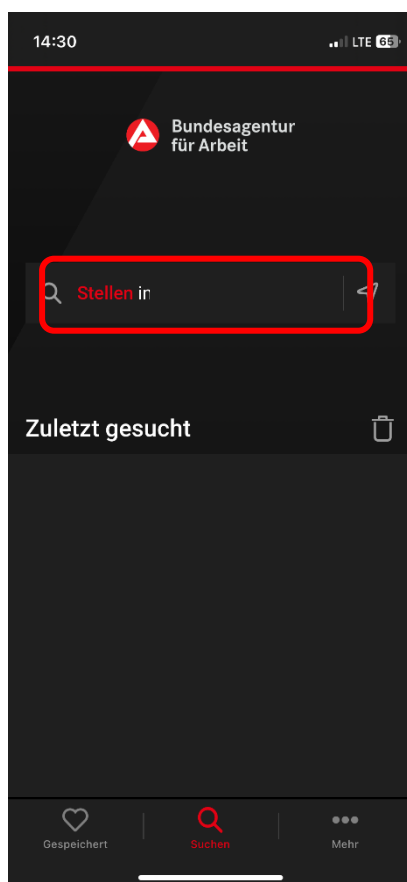 14:30 LTE 65
Bundesagentur
für Arbeit
Stellen in
Zuletzt gesucht
Gespeichert Suchen Mehr